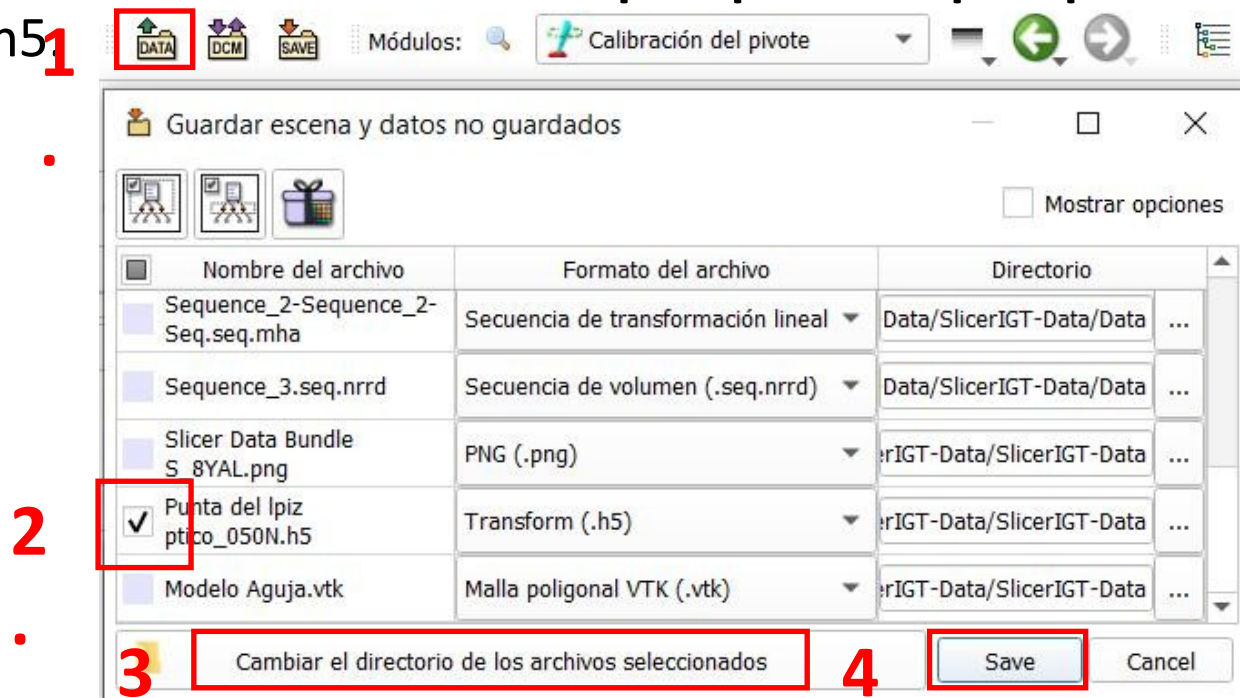 h5.
1
.
DATA DCM SAVE Módulos: Calibración del pivote
Guardar escena y datos no guardados
Mostrar opciones
Nombre del archivo Formato del archivo Directorio
Sequence_2-Sequence_2-
Seq.seq.mha
Secuencia de transformación lineal Data/SlicerIGT-Data/Data ...
Sequence_3.seq.nrrd Secuencia de volumen (.seq.nrrd) Data/SlicerIGT-Data/Data ...
Slicer Data Bundle
S_8YAL.png
PNG (.png) erIGT-Data/SlicerIGT-Data ...
2
.
Punta del lpiz
ptico_050N.h5
Transform (.h5) erIGT-Data/SlicerIGT-Data ...
Modelo Aguja.vtk Malla poligonal VTK (.vtk) erIGT-Data/SlicerIGT-Data ...
3 Cambiar el directorio de los archivos seleccionados 4 Save Cancel